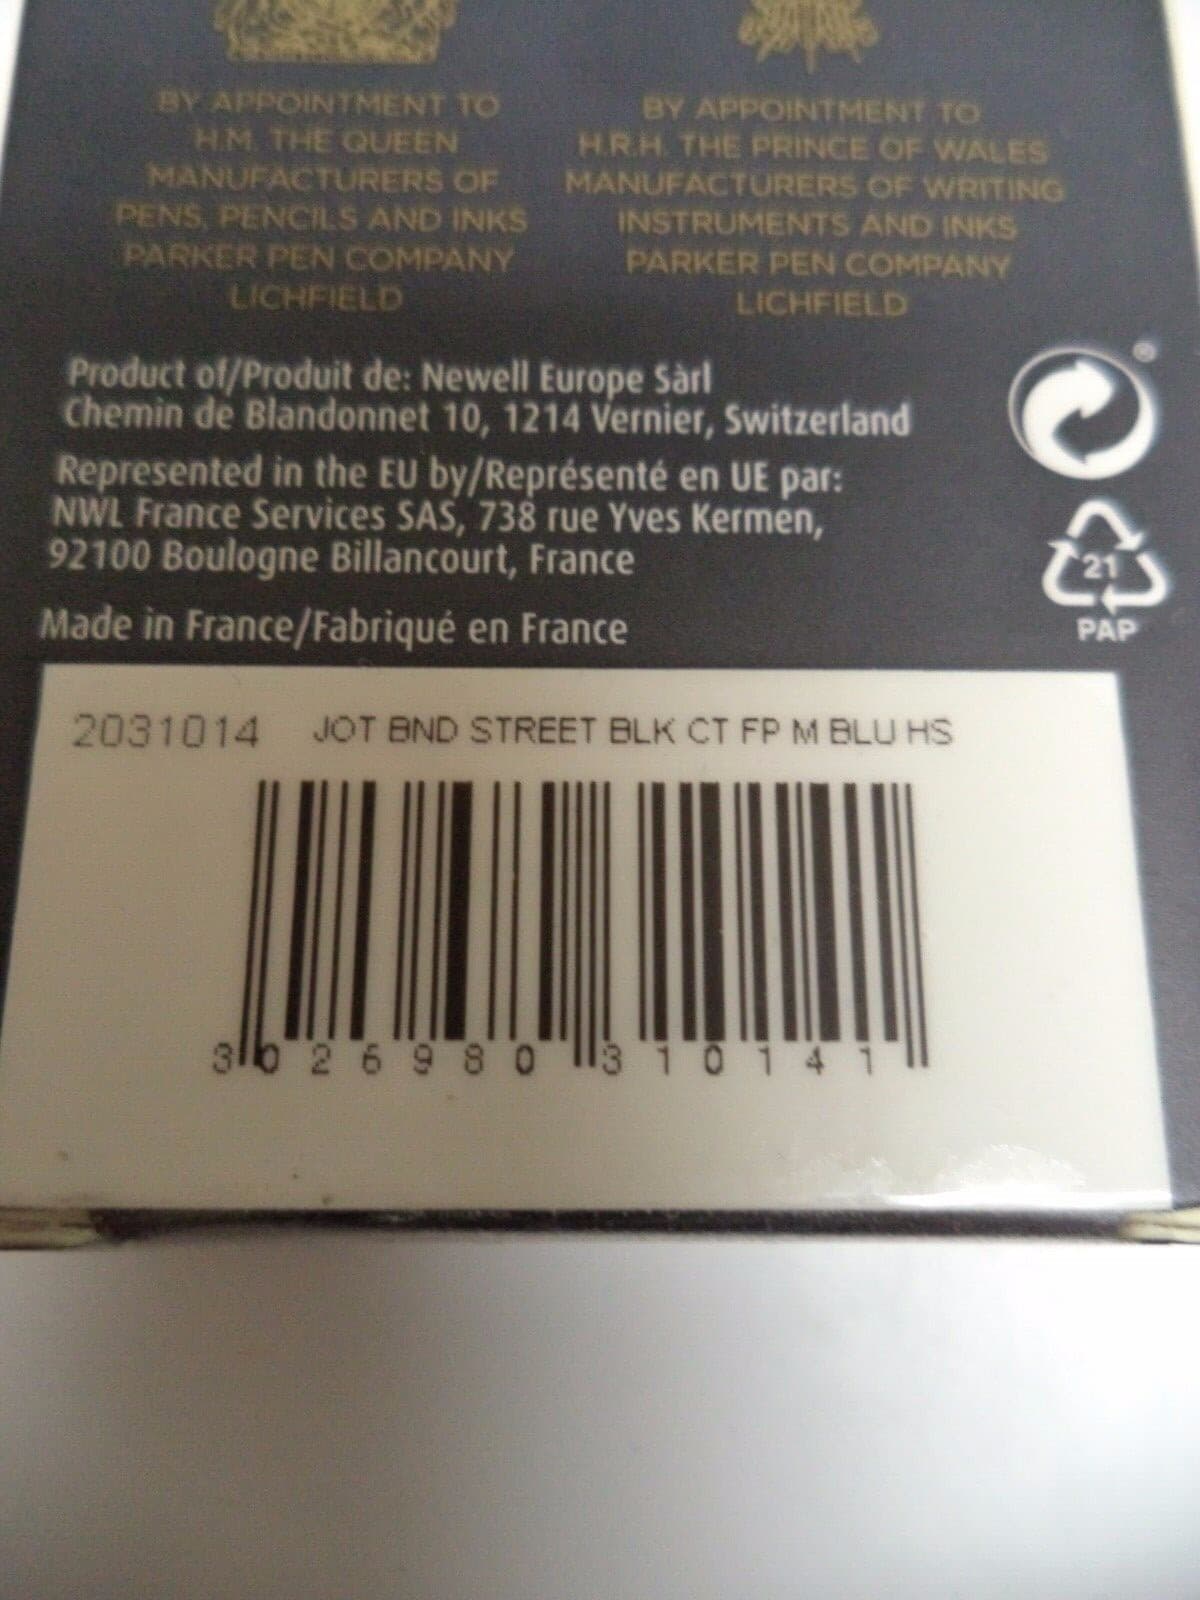 BY APPOINTMENT TO
H.M. THE QUEEN
MANUFACTURERS OF
PENS, PENCILS AND INKS
PARKER PEN COMPANY
LICHFIELD
BY APPOINTMENT TO
H.R.H. THE PRINCE OF WALES
MANUFACTURERS OF WRITING
INSTRUMENTS AND INKS
PARKER PEN COMPANY
LICHFIELD
Product of/Produit de: Newell Europe Sàrl
Chemin de Blandonnet 10, 1214 Vernier, Switzerland
Represented in the EU by/Représenté en UE par:
NWL France Services SAS, 738 rue Yves Kermen,
92100 Boulogne Billancourt, France
Made in France/Fabriqué en France
®
21
PAP
2031014 JOT BND STREET BLK CT FP M BLU HS
3 026980 310141